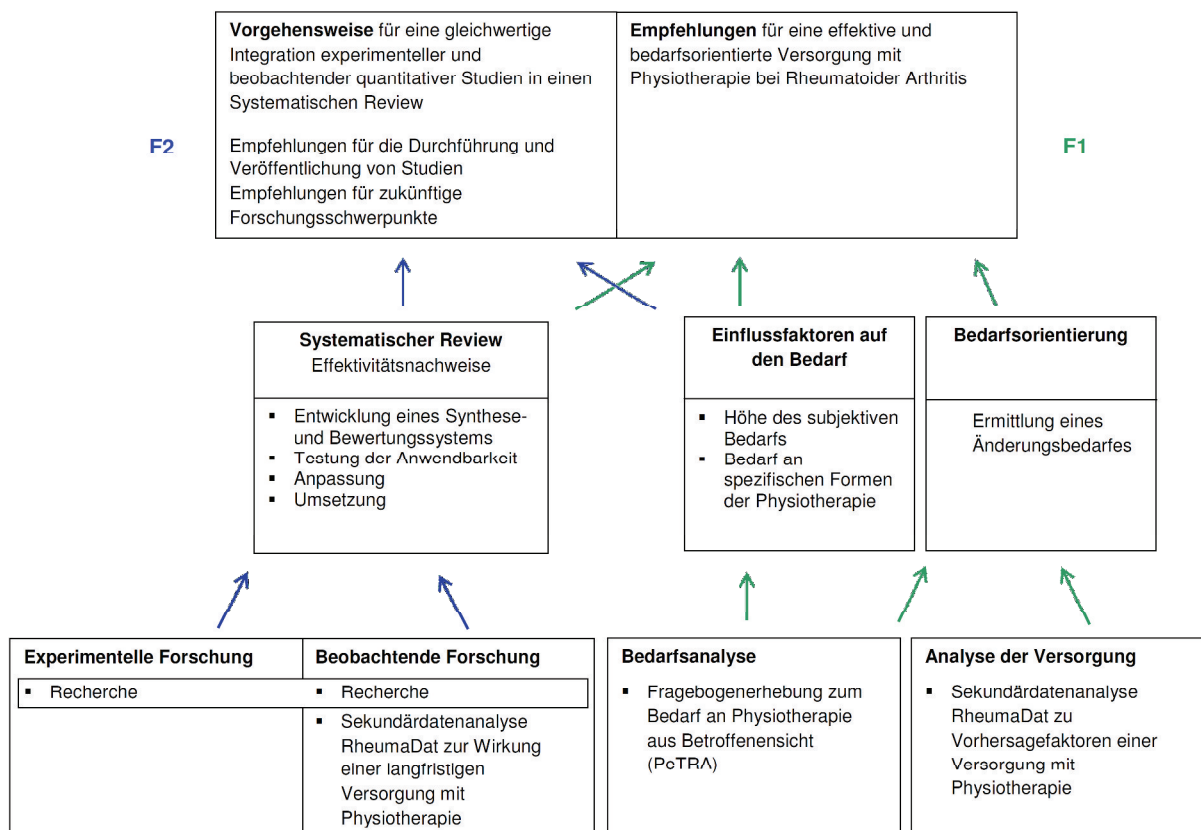 Vorgehensweise für eine gleichwertige
Integration experimenteller und
beobachtender quantitativer Studien in einen
Systematischen Review
Empfehlungen für die Durchführung und
Veröffentlichung von Studien
Empfehlungen für zukünftige
Forschungsschwerpunkte
Empfehlungen für eine effektive und
bedarfsorientierte Versorgung mit
Physiotherapie bei Rheumatoider Arthritis
F2
F1
Systematischer Review
Effektivitätsnachweise
▪ Entwicklung eines Synthese-
und Bewertungssystems
▪ Testung der Anwendbarkeit
▪ Anpassung
▪ Umsetzung
Einflussfaktoren auf
den Bedarf
▪ Höhe des subjektiven
Bedarfs
▪ Bedarf an
spezifischen Formen
der Physiotherapie
Bedarfsorientierung
Ermittlung eines
Änderungsbedarfes
Experimentelle Forschung
▪ Recherche
Beobachtende Forschung
▪ Recherche
▪ Sekundärdatenanalyse
RheumaDat zur Wirkung
einer langfristigen
Versorgung mit
Physiotherapie
Bedarfsanalyse
▪ Fragebogenerhebung zum
Bedarf an Physiotherapie
aus Betroffenensicht
(PeTRA)
Analyse der Versorgung
▪ Sekundärdatenanalyse
RheumaDat zu
Vorhersagefaktoren einer
Versorgung mit
Physiotherapie